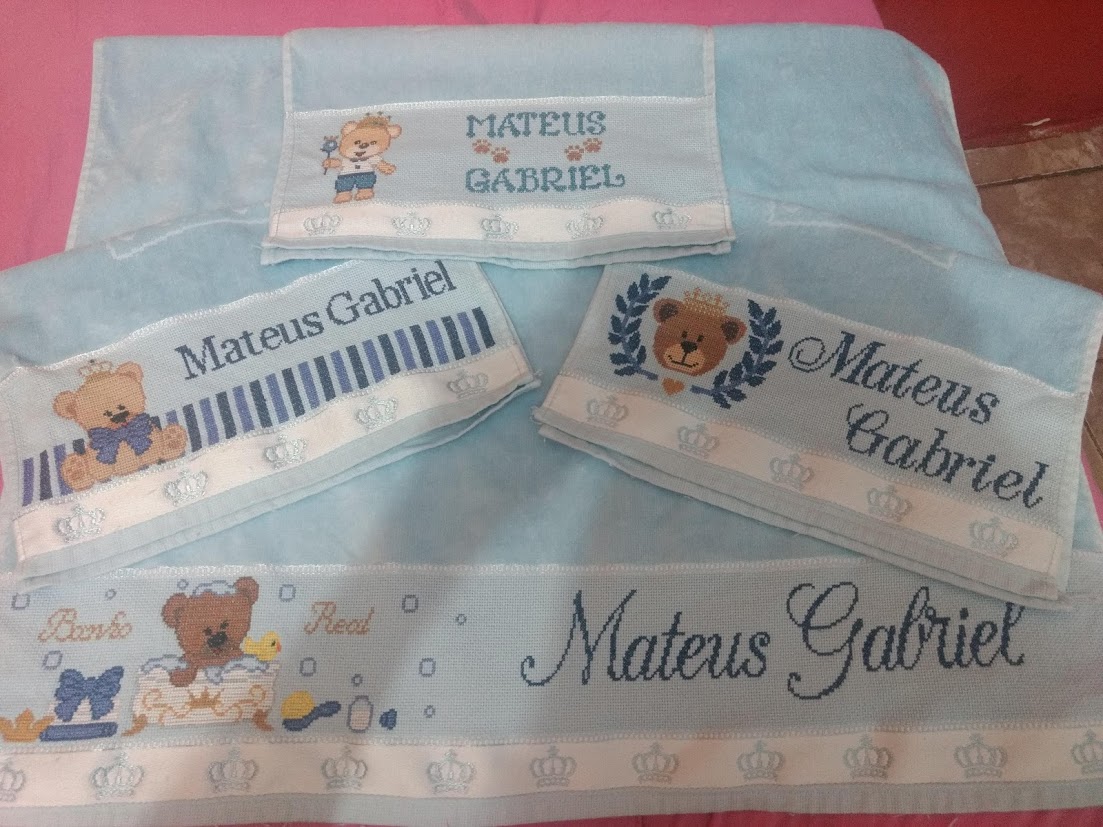 MATEUS
GABRIEL
Mateus Gabriel
Mateus
Gabriel
Banho Real
Mateus Gabriel